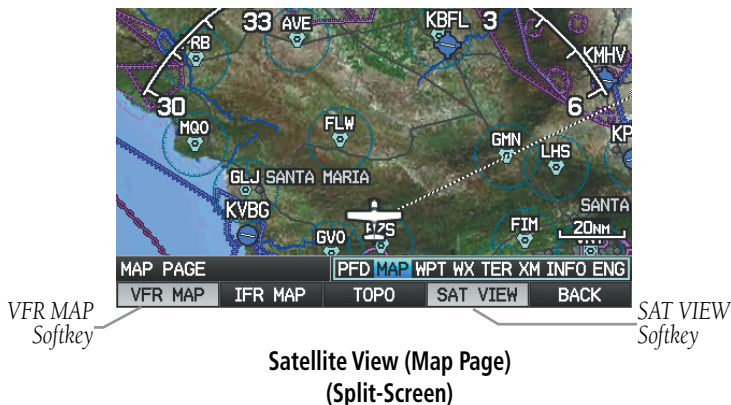 33
AVE
KBFL
3
RB
KMHV
30
6
MQO
FLW
GMN
KP
LHS
GLJ SANTA MARIA
KVBG
SANTA
FIM
20NM
GVO
MAP PAGE
PFD MAP WPT WX TER XM INFO ENG
VFR MAP IFR MAP TOPO SAT VIEW BACK
VFR MAP
Softkey
SAT VIEW
Softkey
Satellite View (Map Page)
(Split-Screen)